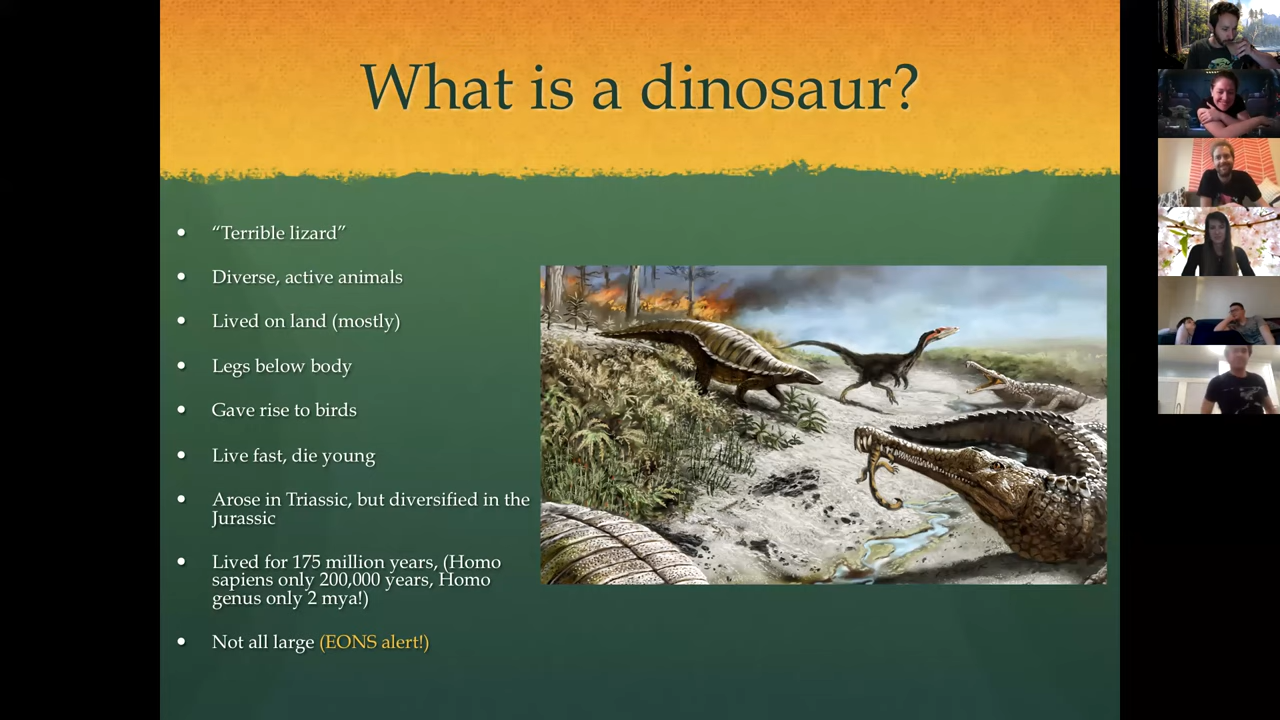 What is a dinosaur?
• “Terrible lizard”
• Diverse, active animals
• Lived on land (mostly)
• Legs below body
• Gave rise to birds
• Live fast, die young
• Arose in Triassic, but diversified in the
Jurassic
• Lived for 175 million years, (Homo
sapiens only 200,000 years, Homo
genus only 2 mya!)
• Not all large (EONS alert!)